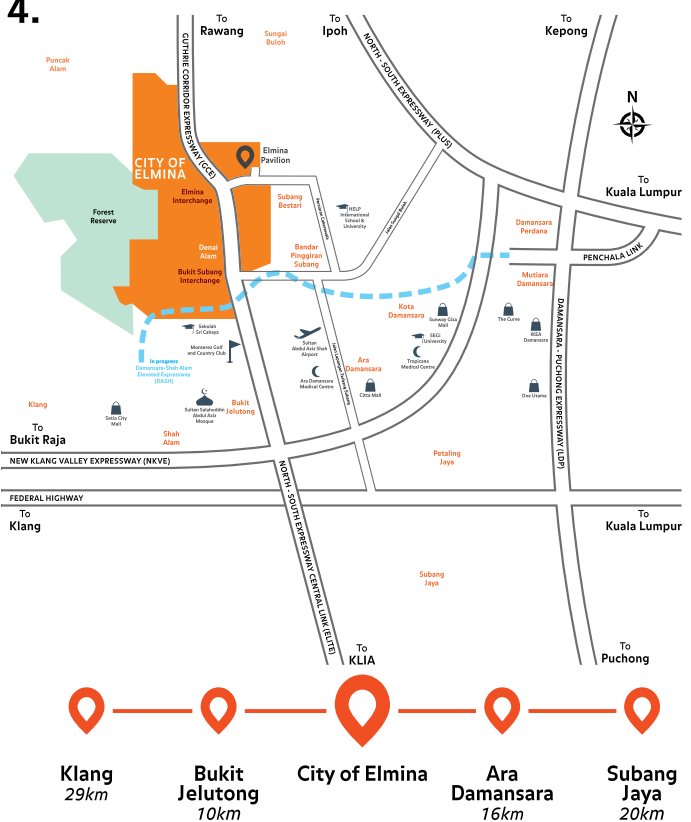 4.
To
Rawang
Sungai
Buloh
To
Ipoh
To
Kepong
Puncak
Alam
GUTHRIE CORRIDOR EXPRESSWAY (GCE)
NORTH - SOUTH EXPRESSWAY (PLUS)
N
CITY OF
ELMINA
Elmina
Pavilion
To
Kuala Lumpur
Elmina
Interchange
Subang
Bestari
HELP
International
School &
University
Jalan Sungai Buloh
Forest
Reserve
Damansara
Perdana
Denai
Alam
Bandar
Pinggiran
Subang
PENCHALA LINK
Bukit Subang
Interchange
Mutiara
Damansara
Kota
Damansara
Sunway Giza
Mall
The Curve
IKEA
Damansara
DAMANSARA - PUCHONG EXPRESSWAY (LDP)
Sekolah
Sri Cahaya
SEGi
University
Monterez Golf
and Country Club
Sultan
Abdul Aziz Shah
Airport
Tropicana
Medical Centre
In progress
Damansara-Shah Alam
Elevated Expressway
(DASH)
Ara
Damansara
Ara Damansara
Medical Centre
Citta Mall
One Utama
Klang
Setia City
Mall
Sultan Salahuddin
Abdul Aziz
Mosque
Bukit
Jelutong
To
Bukit Raja
Shah
Alam
NEW KLANG VALLEY EXPRESSWAY (NKVE)
Petaling
Jaya
NORTH - SOUTH EXPRESSWAY CENTRAL LINK (ELITE)
FEDERAL HIGHWAY
To
Klang
To
Kuala Lumpur
Subang
Jaya
To
KLIA
To
Puchong
Klang
29km
Bukit
Jelutong
10km
City of Elmina
Ara
Damansara
16km
Subang
Jaya
20km